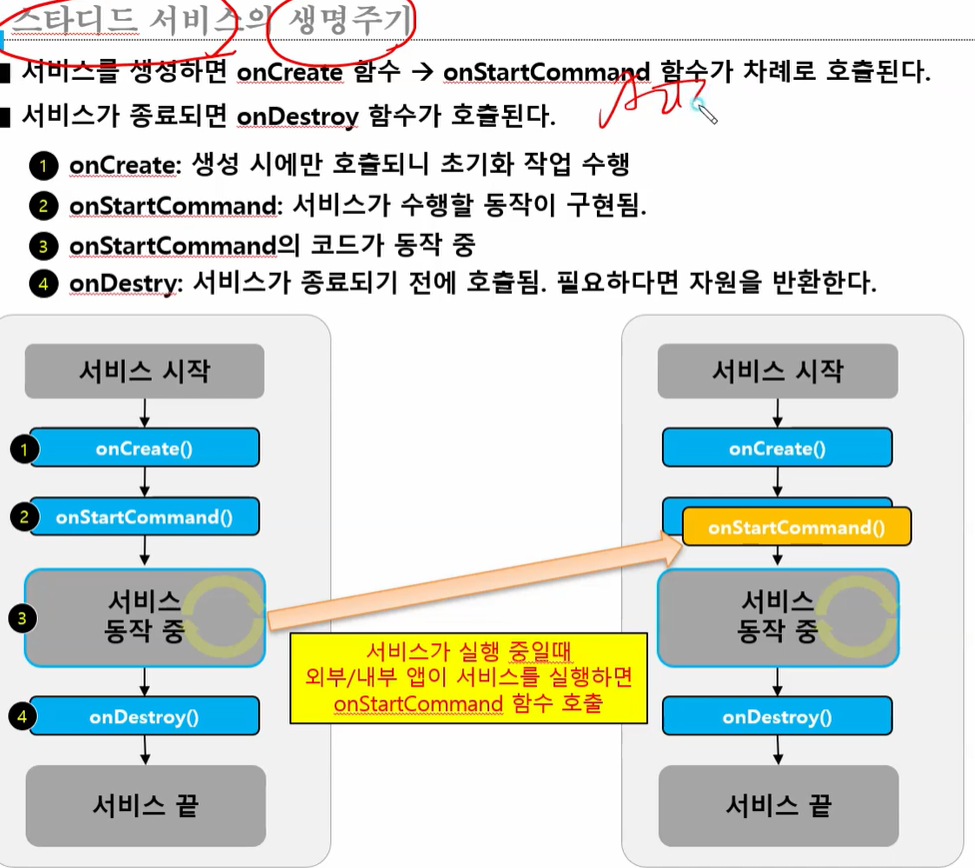 스타디드 서비스의 생명주기
서비스를 생성하면 onCreate 함수 → onStartCommand 함수가 차례로 호출된다.
서비스가 종료되면 onDestroy 함수가 호출된다.
1 onCreate: 생성 시에만 호출되니 초기화 작업 수행
2 onStartCommand: 서비스가 수행할 동작이 구현됨.
3 onStartCommand의 코드가 동작 중
4 onDestry: 서비스가 종료되기 전에 호출됨. 필요하다면 자원을 반환한다.
서비스 시작
1 onCreate()
2 onStartCommand()
3 서비스
동작 중
4 onDestroy()
서비스 끝
서비스가 실행 중일때
외부/내부 앱이 서비스를 실행하면
onStartCommand 함수 호출
서비스 시작
onCreate()
onStartCommand()
서비스
동작 중
onDestroy()
서비스 끝